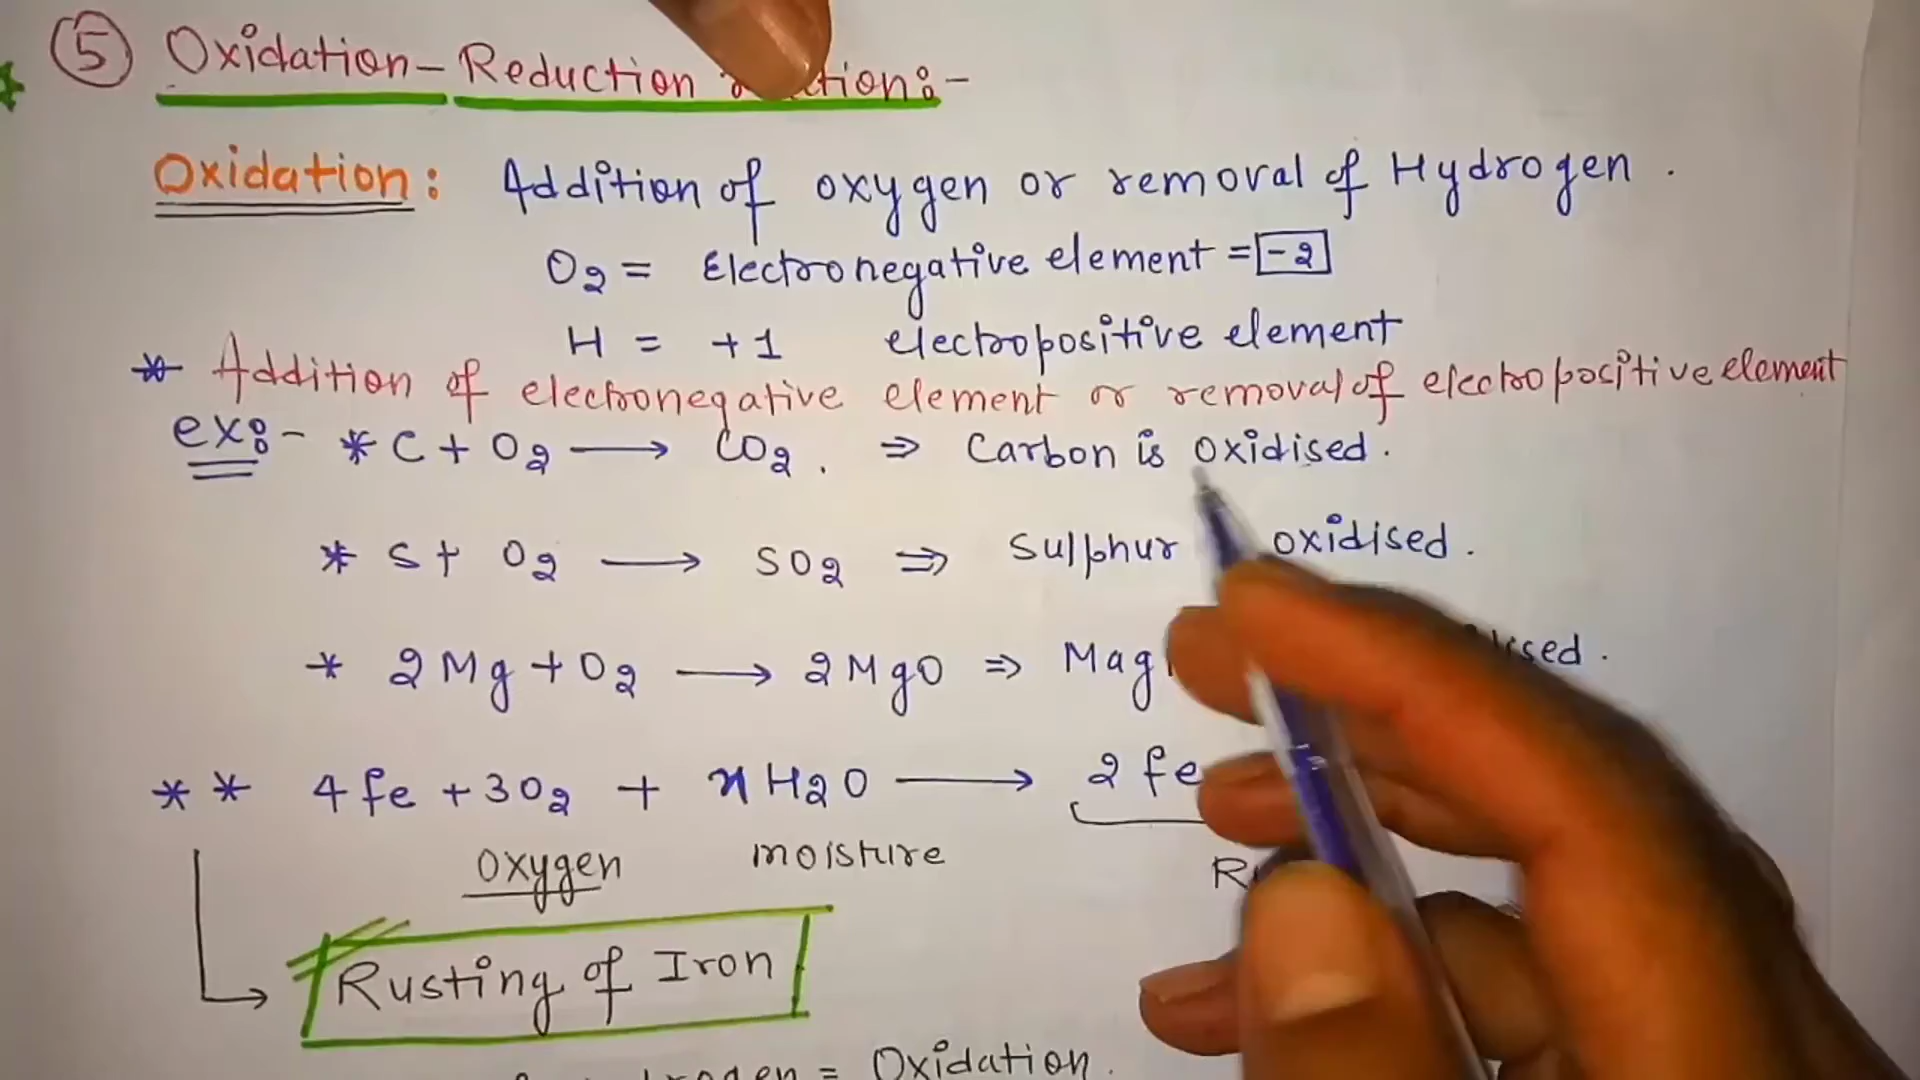 5 Oxidation - Reduction :-
Oxidation : Addition of oxygen or removal of Hydrogen .
O2 = Electronegative element = -2
H = +1 electropositive element
* Addition of electronegative element or removal of electropositive element
ex:- * C + O2 ⟶ CO2 . ⇒ Carbon is oxidised .
* S + O2 ⟶ SO2 ⇒ Sulphur oxidised .
* 2Mg + O2 ⟶ 2MgO ⇒
** 4fe + 3O2 + xH2O ⟶ 2fe
oxygen moisture
Rusting of Iron
= Oxidation .